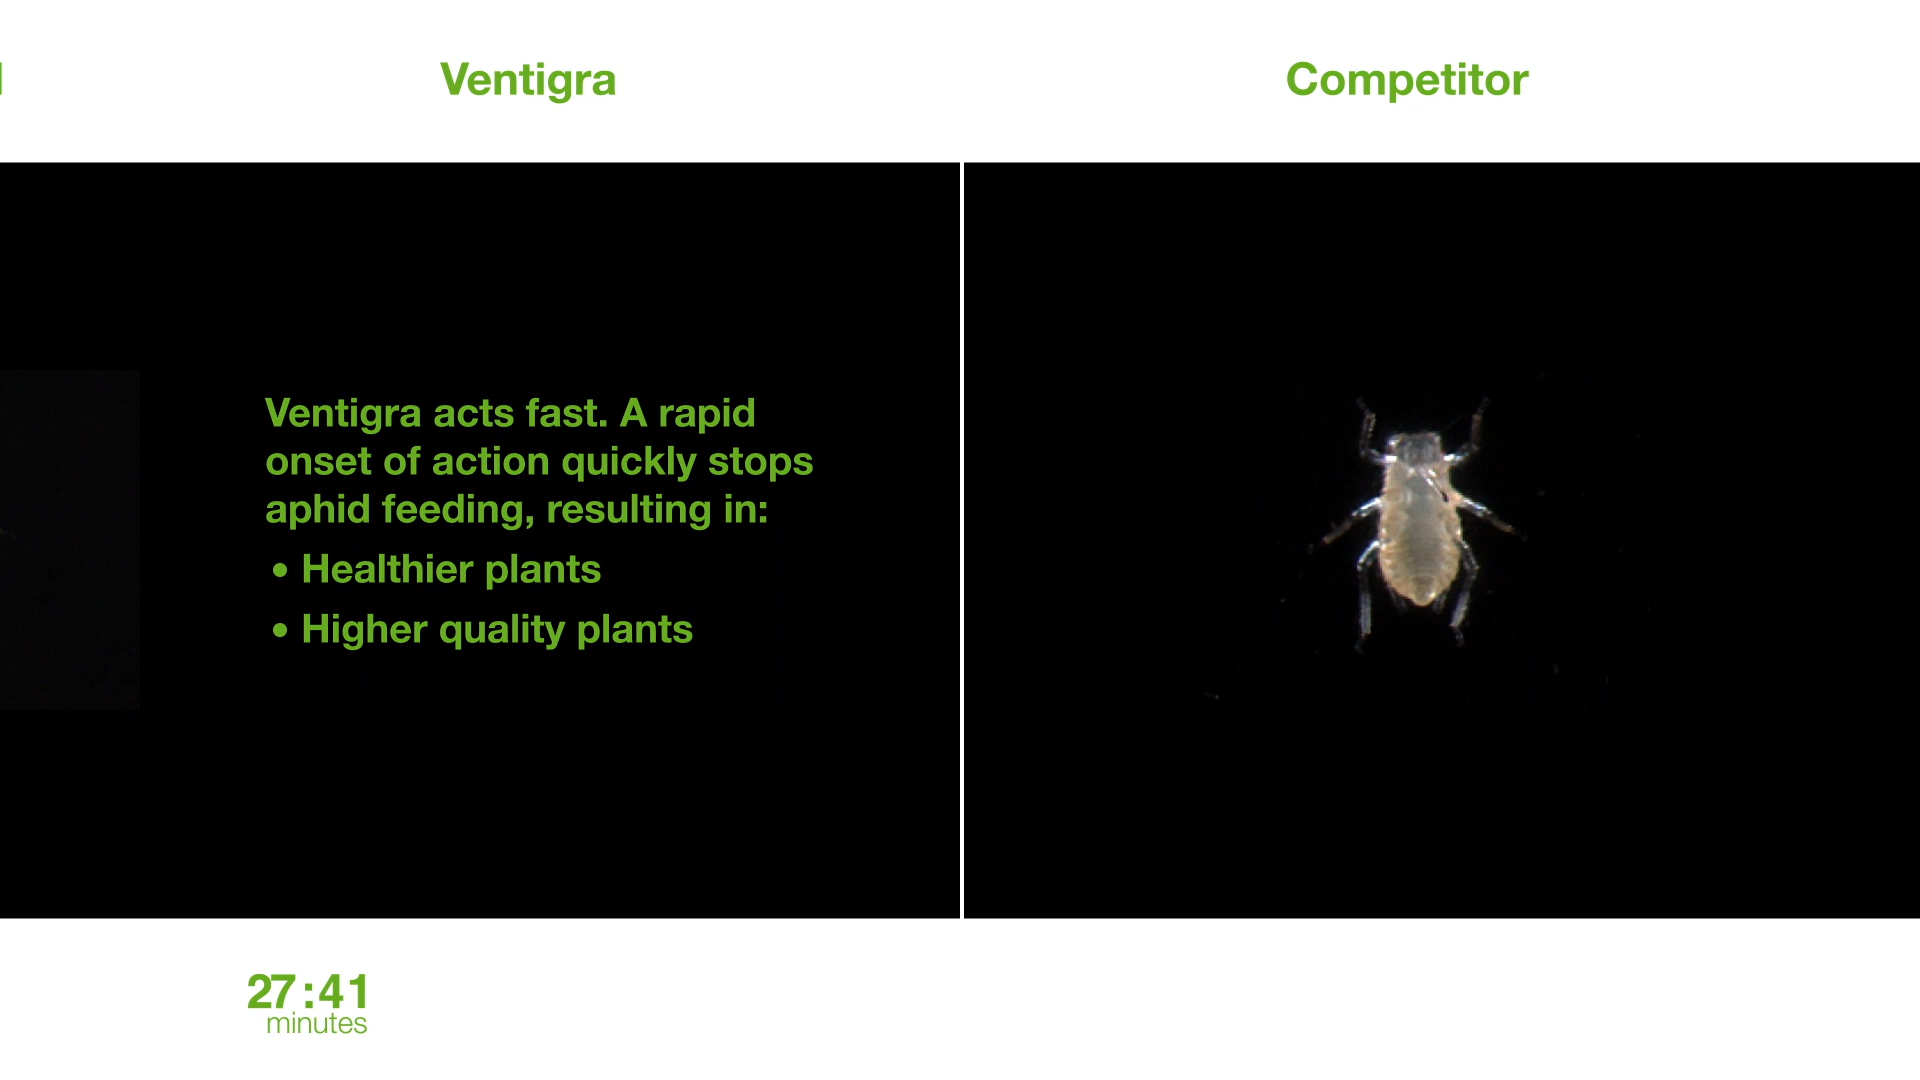 Ventigra
Competitor
Ventigra acts fast. A rapid
onset of action quickly stops
aphid feeding, resulting in:
• Healthier plants
• Higher quality plants
27:41
minutes